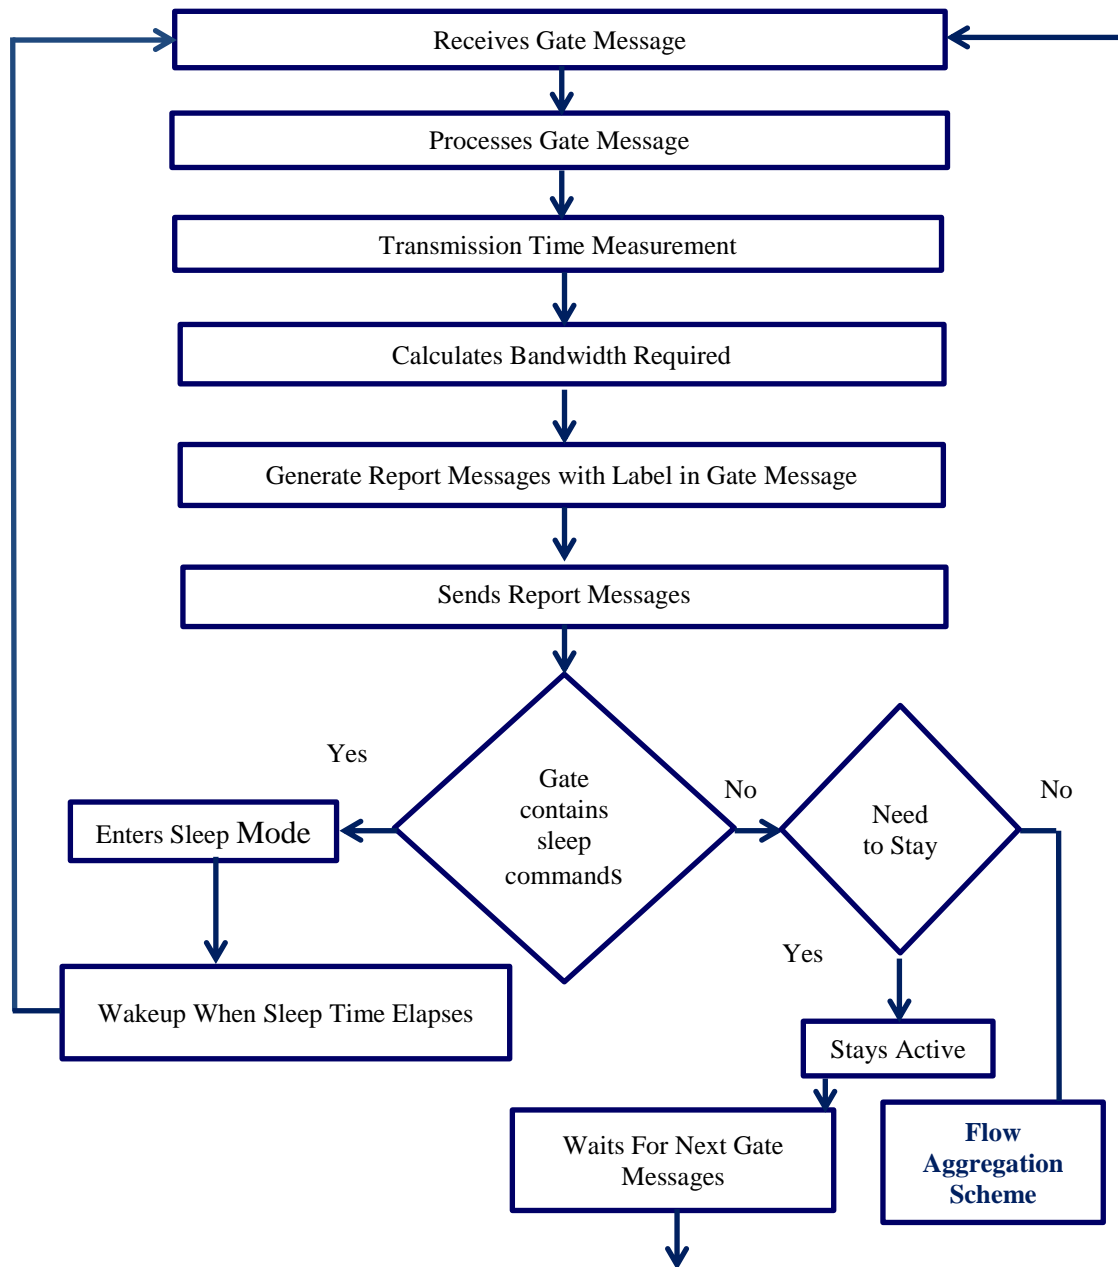 Receives Gate Message
Processes Gate Message
Transmission Time Measurement
Calculates Bandwidth Required
Generate Report Messages with Label in Gate Message
Sends Report Messages
Yes
Gate
contains
sleep
commands
No
Need
to Stay
No
Enters Sleep Mode
Yes
Wakeup When Sleep Time Elapses
Stays Active
Waits For Next Gate
Messages
Flow
Aggregation
Scheme